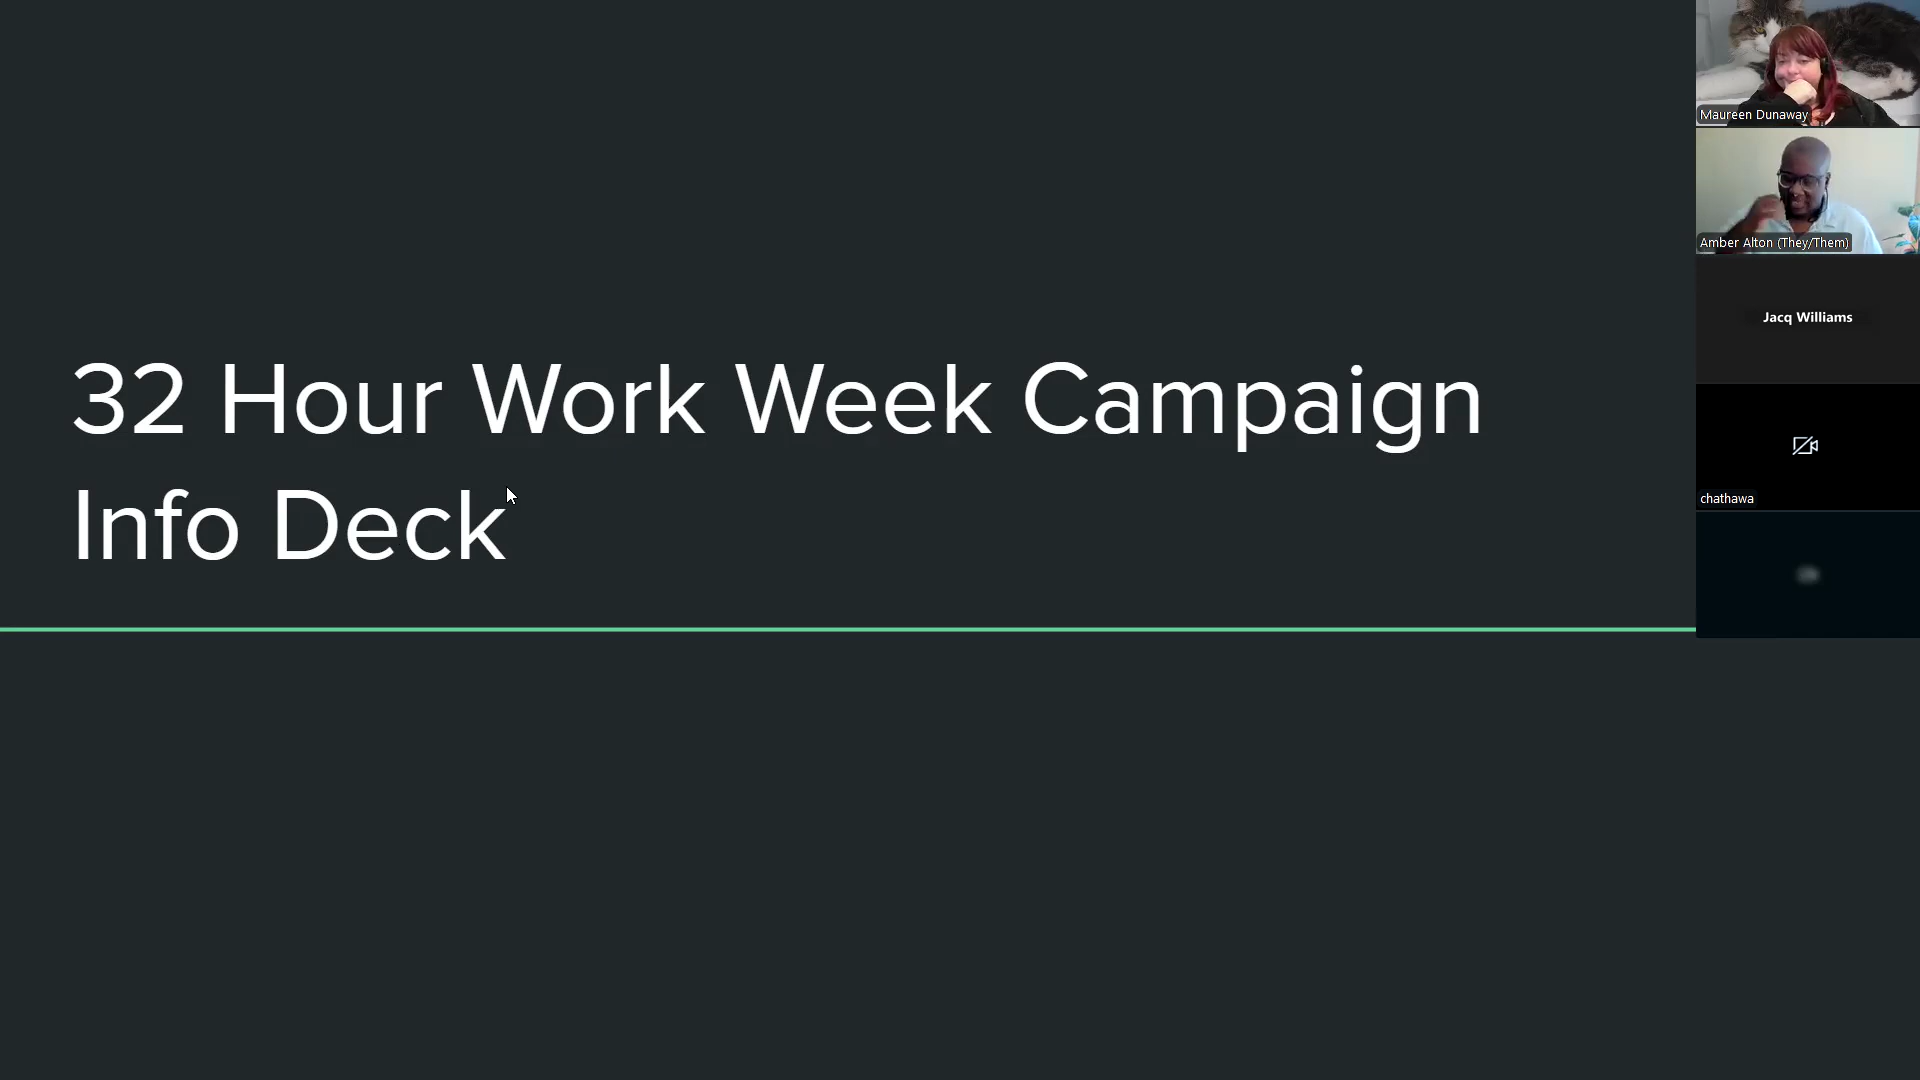 32 Hour Work Week Campaign
Info Deck
Maureen Dunaway
Amber Alton (They/Them)
Jacq Williams
chathawa